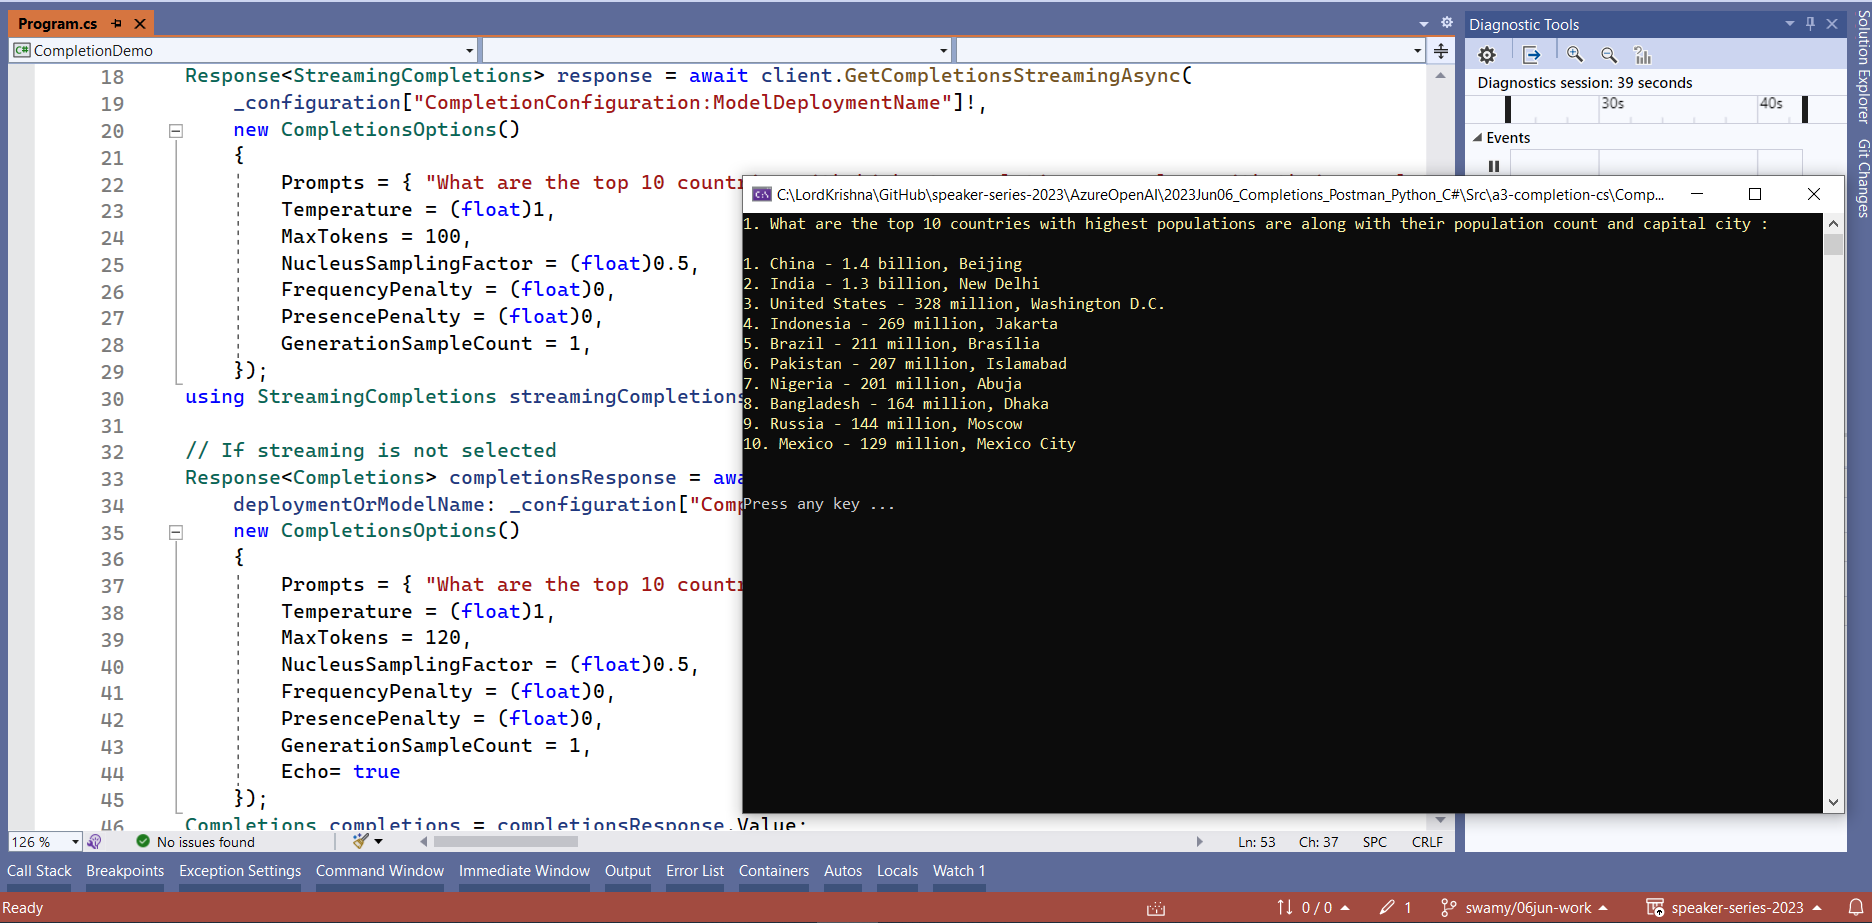 Program.cs
C# CompletionDemo
18 Response<StreamingCompletions> response = await client.GetCompletionsStreamingAsync(
19 _configuration["CompletionConfiguration:ModelDeploymentName"]!,
20 new CompletionsOptions()
21 {
22 Prompts = { "What are the top 10 countr
23 Temperature = (float)1,
24 MaxTokens = 100,
25 NucleusSamplingFactor = (float)0.5,
26 FrequencyPenalty = (float)0,
27 PresencePenalty = (float)0,
28 GenerationSampleCount = 1,
29 });
30 using StreamingCompletions streamingCompletions
31
32 // If streaming is not selected
33 Response<Completions> completionsResponse = awa
34 deploymentOrModelName: _configuration["Comp
35 new CompletionsOptions()
36 {
37 Prompts = { "What are the top 10 countr
38 Temperature = (float)1,
39 MaxTokens = 120,
40 NucleusSamplingFactor = (float)0.5,
41 FrequencyPenalty = (float)0,
42 PresencePenalty = (float)0,
43 GenerationSampleCount = 1,
44 Echo= true
45 });
46 Completions completions = completionsResponse.Value;
C:\LordKrishna\GitHub\speaker-series-2023\AzureOpenAI\2023Jun06_Completions_Postman_Python_C#\Src\a3-completion-cs\Comp...
1. What are the top 10 countries with highest populations are along with their population count and capital city :
1. China - 1.4 billion, Beijing
2. India - 1.3 billion, New Delhi
3. United States - 328 million, Washington D.C.
4. Indonesia - 269 million, Jakarta
5. Brazil - 211 million, Brasília
6. Pakistan - 207 million, Islamabad
7. Nigeria - 201 million, Abuja
8. Bangladesh - 164 million, Dhaka
9. Russia - 144 million, Moscow
10. Mexico - 129 million, Mexico City
Press any key ...
Diagnostic Tools
Diagnostics session: 39 seconds
30s 40s
Events
Solution Explorer
Git Changes
126 % No issues found Ln: 53 Ch: 37 SPC CRLF
Call Stack Breakpoints Exception Settings Command Window Immediate Window Output Error List Containers Autos Locals Watch 1
Ready 0 / 0 1 swamy/06jun-work speaker-series-2023